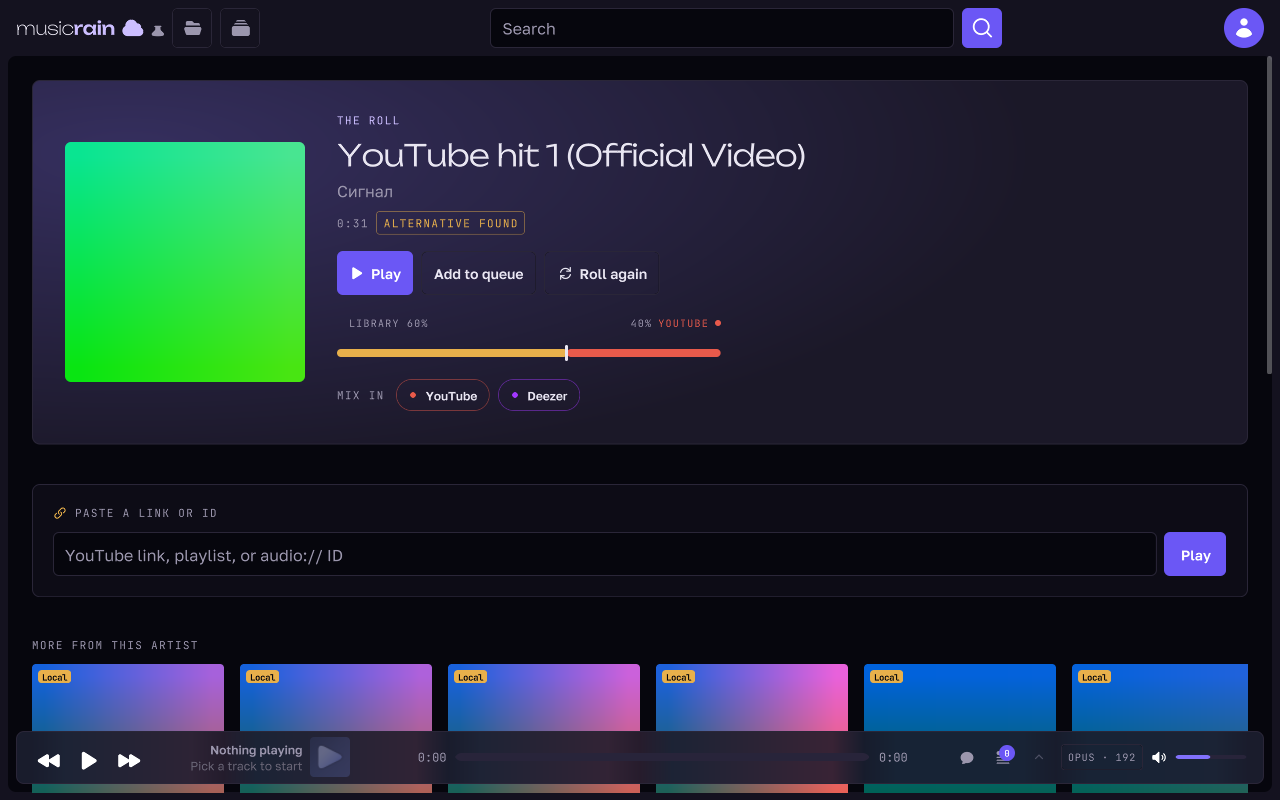 musicrain
Search
THE ROLL
YouTube hit 1 (Official Video)
Сигнал
0:31 ALTERNATIVE FOUND
Play Add to queue Roll again
LIBRARY 60% 40% YOUTUBE
MIX IN YouTube Deezer
PASTE A LINK OR ID
YouTube link, playlist, or audio:// ID Play
MORE FROM THIS ARTIST
Local Local Local Local Local Local
Nothing playing
Pick a track to start
0:00 0:00 0 OPUS · 192